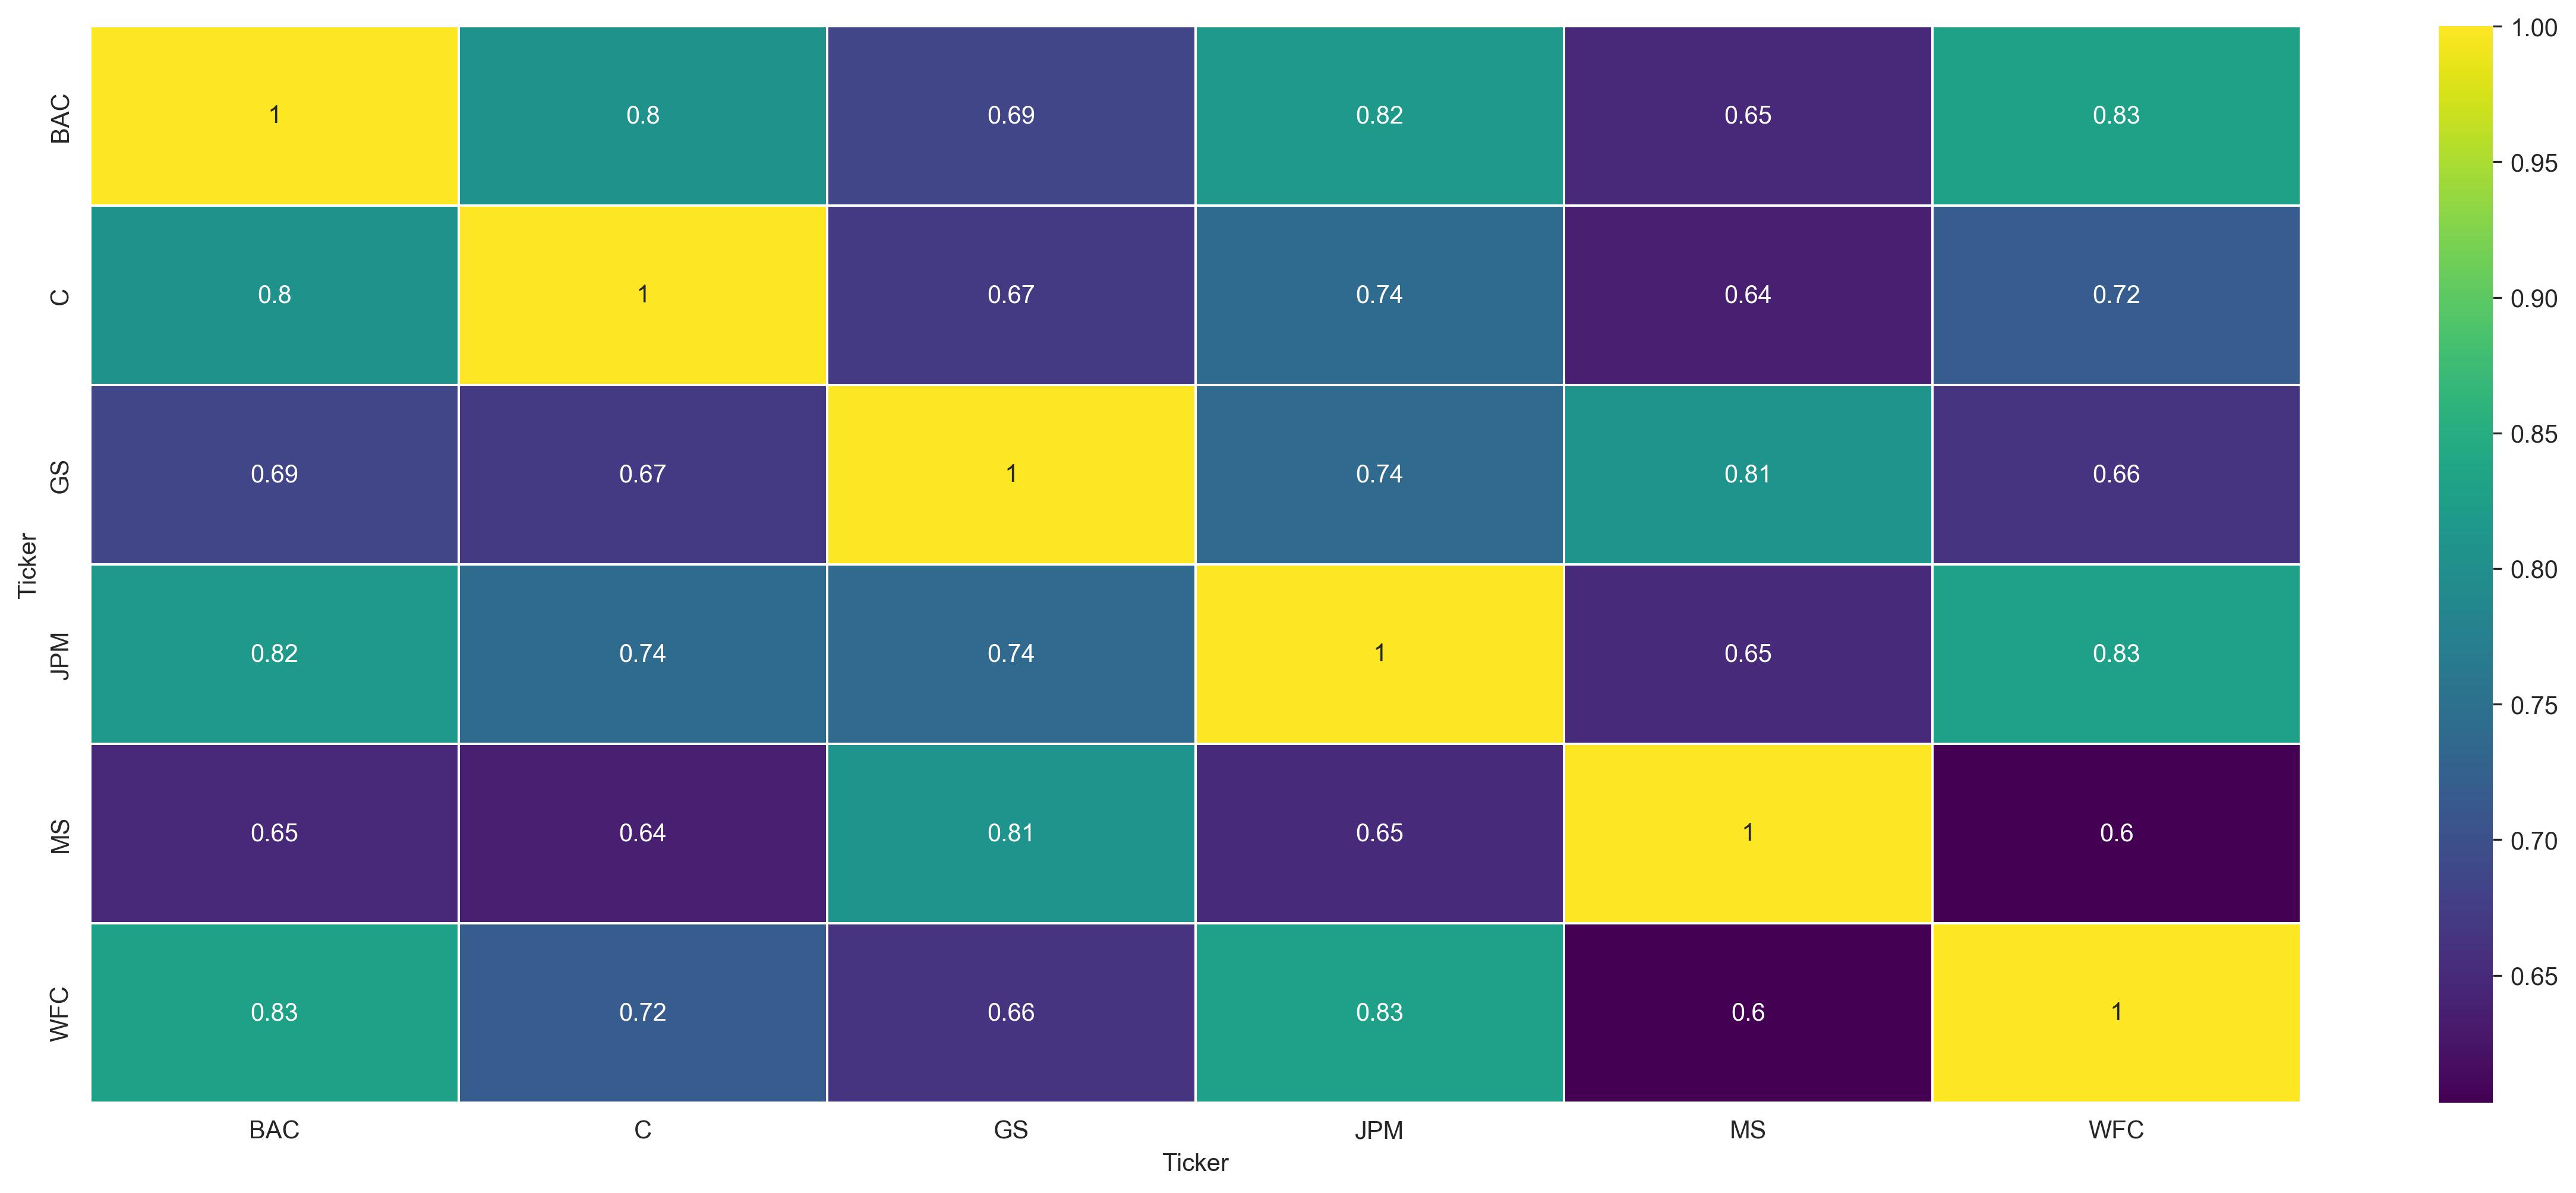 BAC 1 0.8 0.69 0.82 0.65 0.83
C 0.8 1 0.67 0.74 0.64 0.72
GS 0.69 0.67 1 0.74 0.81 0.66
JPM 0.82 0.74 0.74 1 0.65 0.83
MS 0.65 0.64 0.81 0.65 1 0.6
WFC 0.83 0.72 0.66 0.83 0.6 1
Ticker
BAC C GS JPM MS WFC
Ticker
1.00
0.95
0.90
0.85
0.80
0.75
0.70
0.65